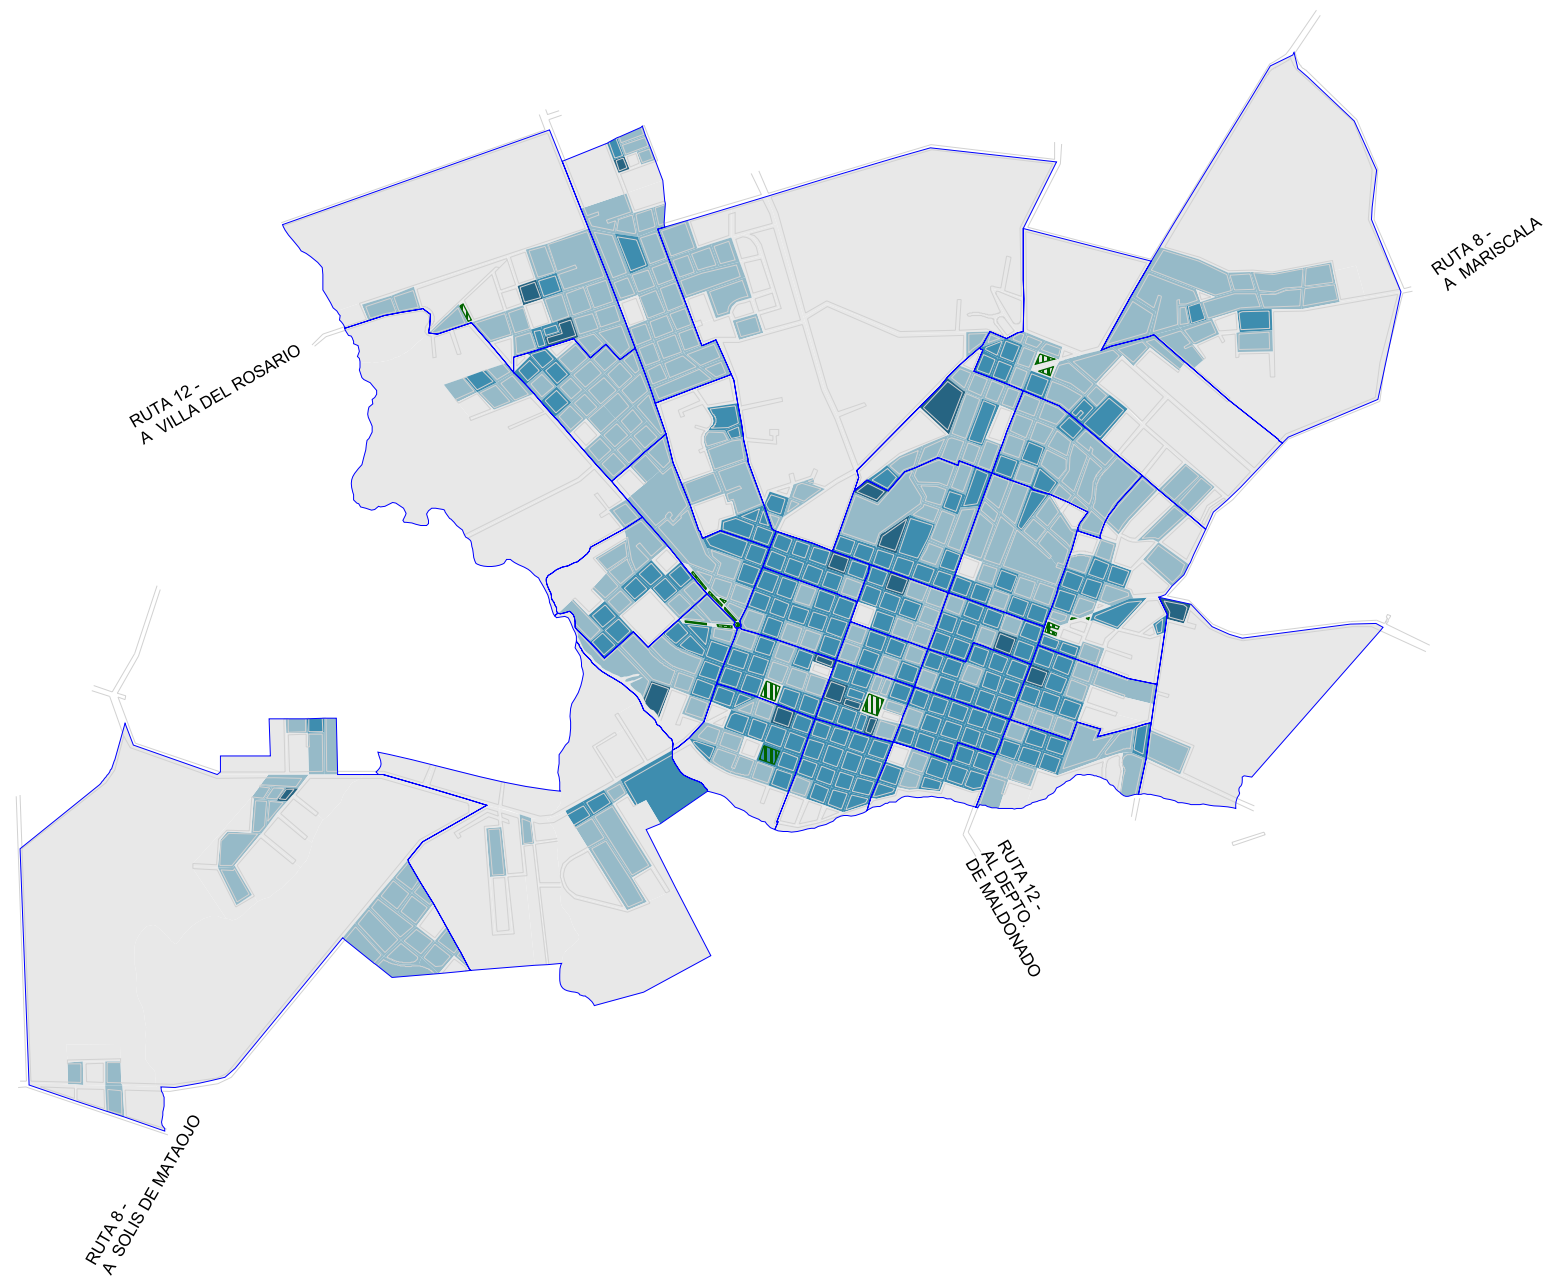 RUTA 8 -
A MARISCALA
RUTA 12 -
A VILLA DEL ROSARIO
RUTA 12 -
AL DEPTO.
DE MALDONADO
RUTA 8 -
A SOLIS DE MATAOJO